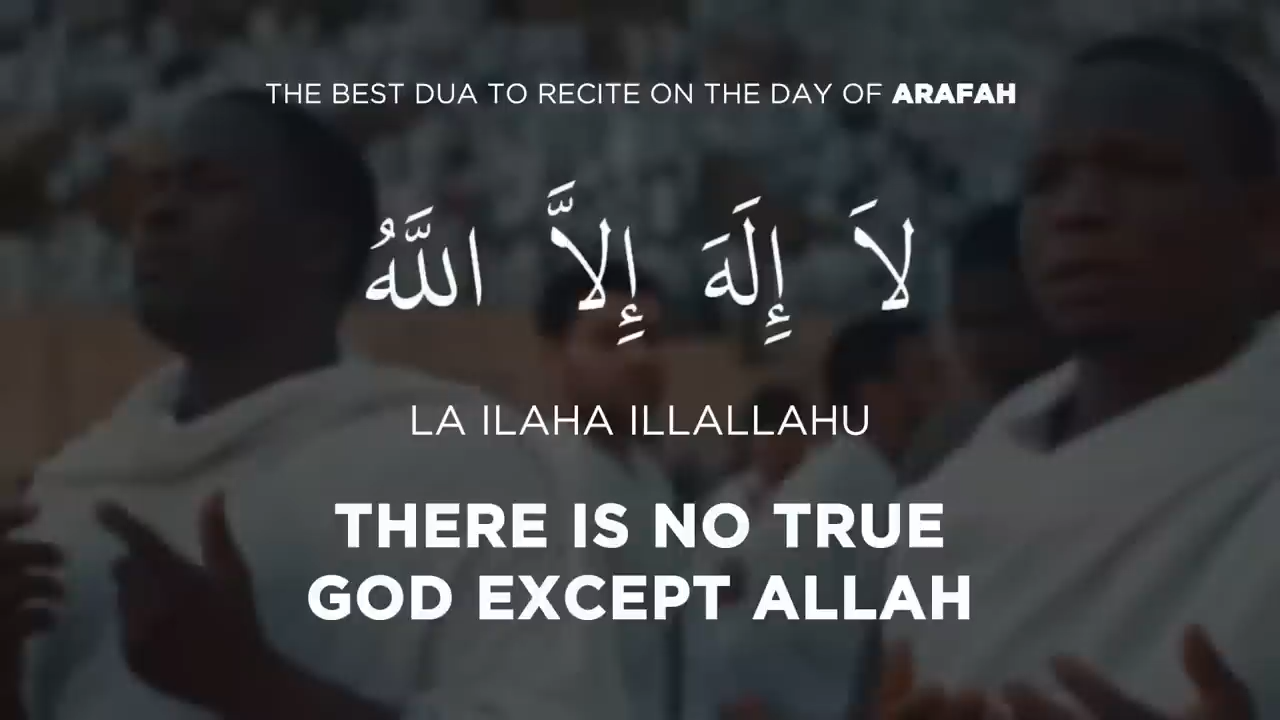 THE BEST DUA TO RECITE ON THE DAY OF ARAFAH
لاَ إِلَهَ إِلاَّ اللَّهُ
LA ILAHA ILLALLAHU
THERE IS NO TRUE
GOD EXCEPT ALLAH